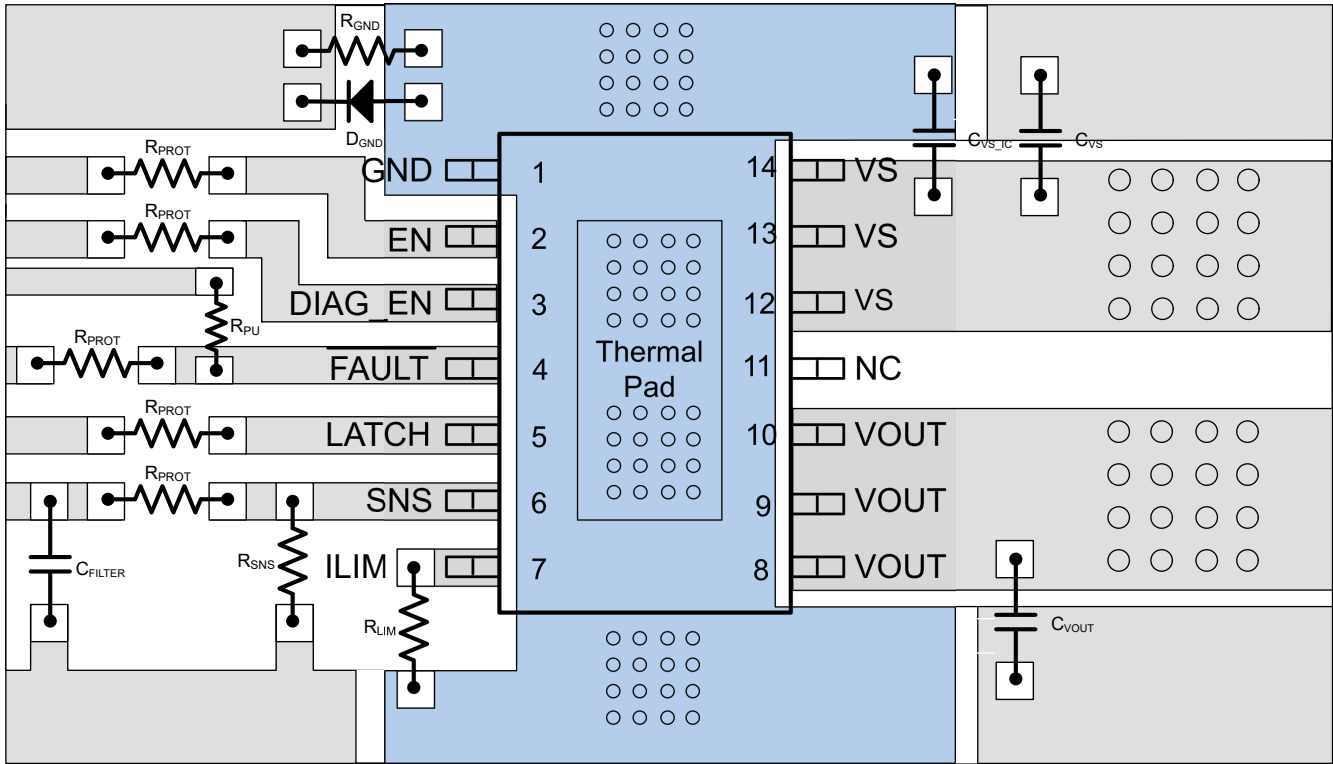 RGND
DGND
CVS_IC
CVS
RPROT
GND
1
14
VS
RPROT
EN
2
13
VS
DIAG_EN
3
12
VS
RPU
RPROT
FAULT
4
Thermal
Pad
11
NC
RPROT
LATCH
5
10
VOUT
RPROT
SNS
6
9
VOUT
CFILTER
RSNS
ILIM
7
8
VOUT
RLIM
CVOUT